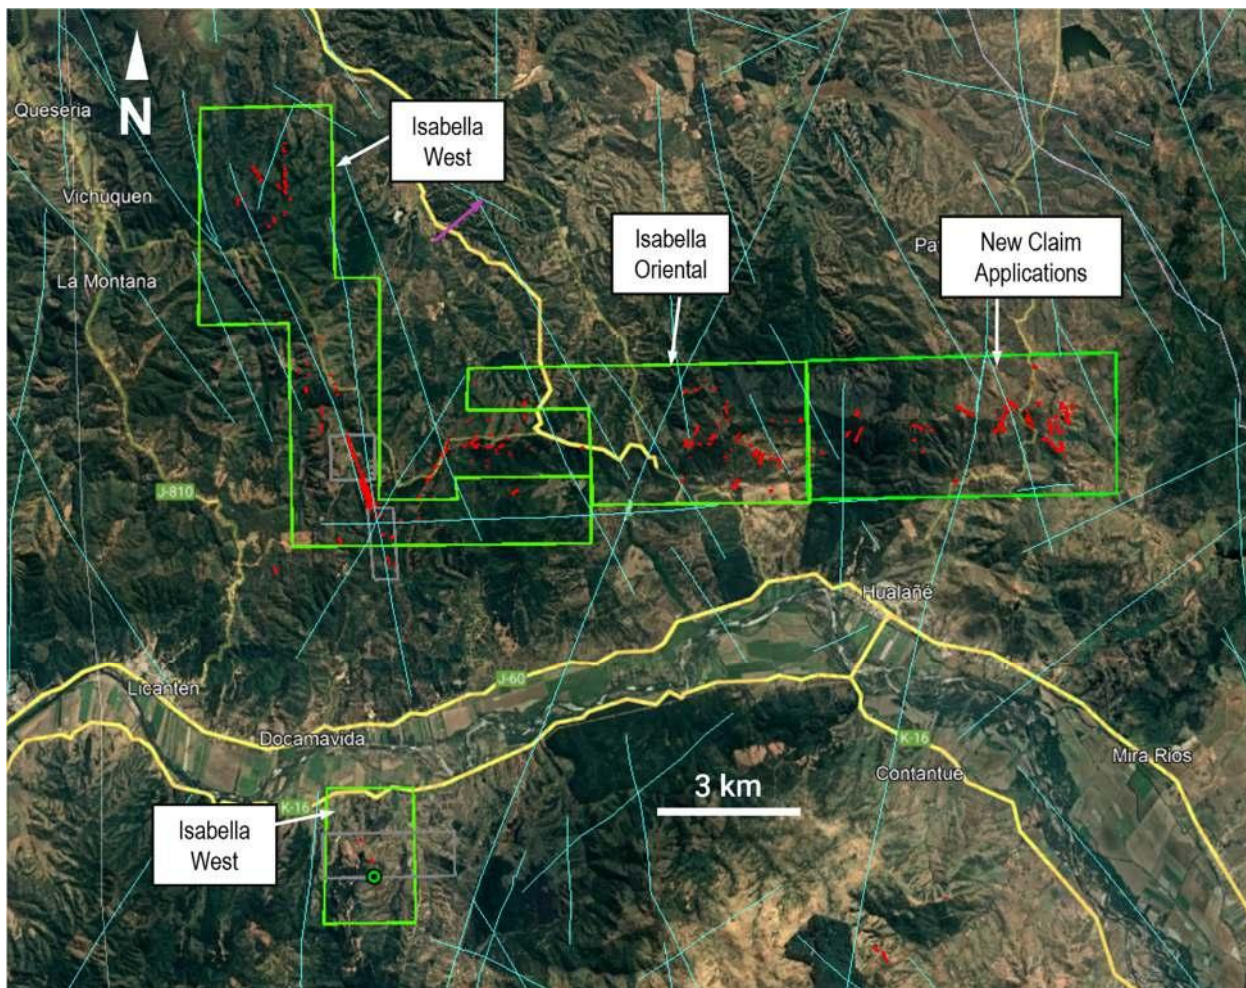 N
Queseria
Isabella
West
Vichuquen
La Montana
Isabella
Oriental
Pa
New Claim
Applications
J-810
Hualañe
Licanten
J-60
Docamavida
K-16
Mira Rios
Contantue
3 km
K-16
Isabella
West